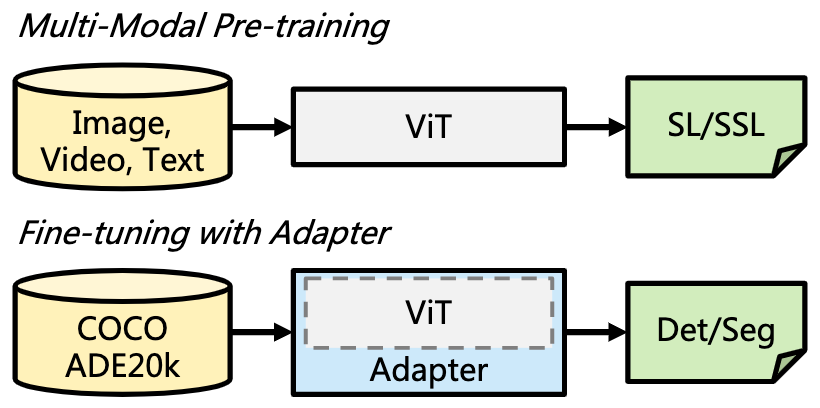 Multi-Modal Pre-training
Image,
Video, Text
ViT
SL/SSL
Fine-tuning with Adapter
COCO
ADE20k
ViT
Adapter
Det/Seg